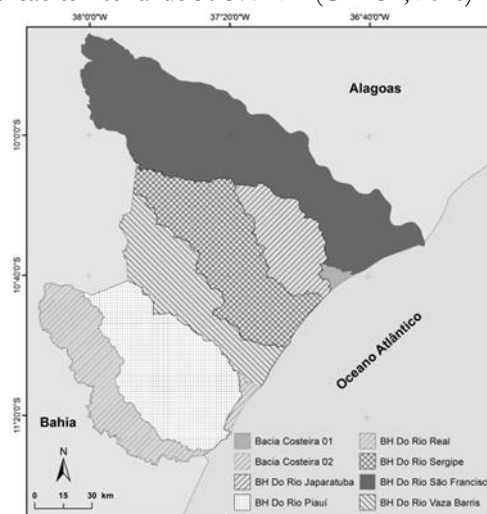 38°0'0"W 37°20'0"W 36°40'0"W
Alagoas
10°0'0"S
10°40'0"S
Oceano Atlântico
11°20'0"S
Bahia
N
0 15 30 km
Bacia Costeira 01
Bacia Costeira 02
BH Do Rio Japaratuba
BH Do Rio Piauí
BH Do Rio Real
BH Do Rio Sergipe
BH Do Rio São Francisc
BH Do Rio Vaza Barris